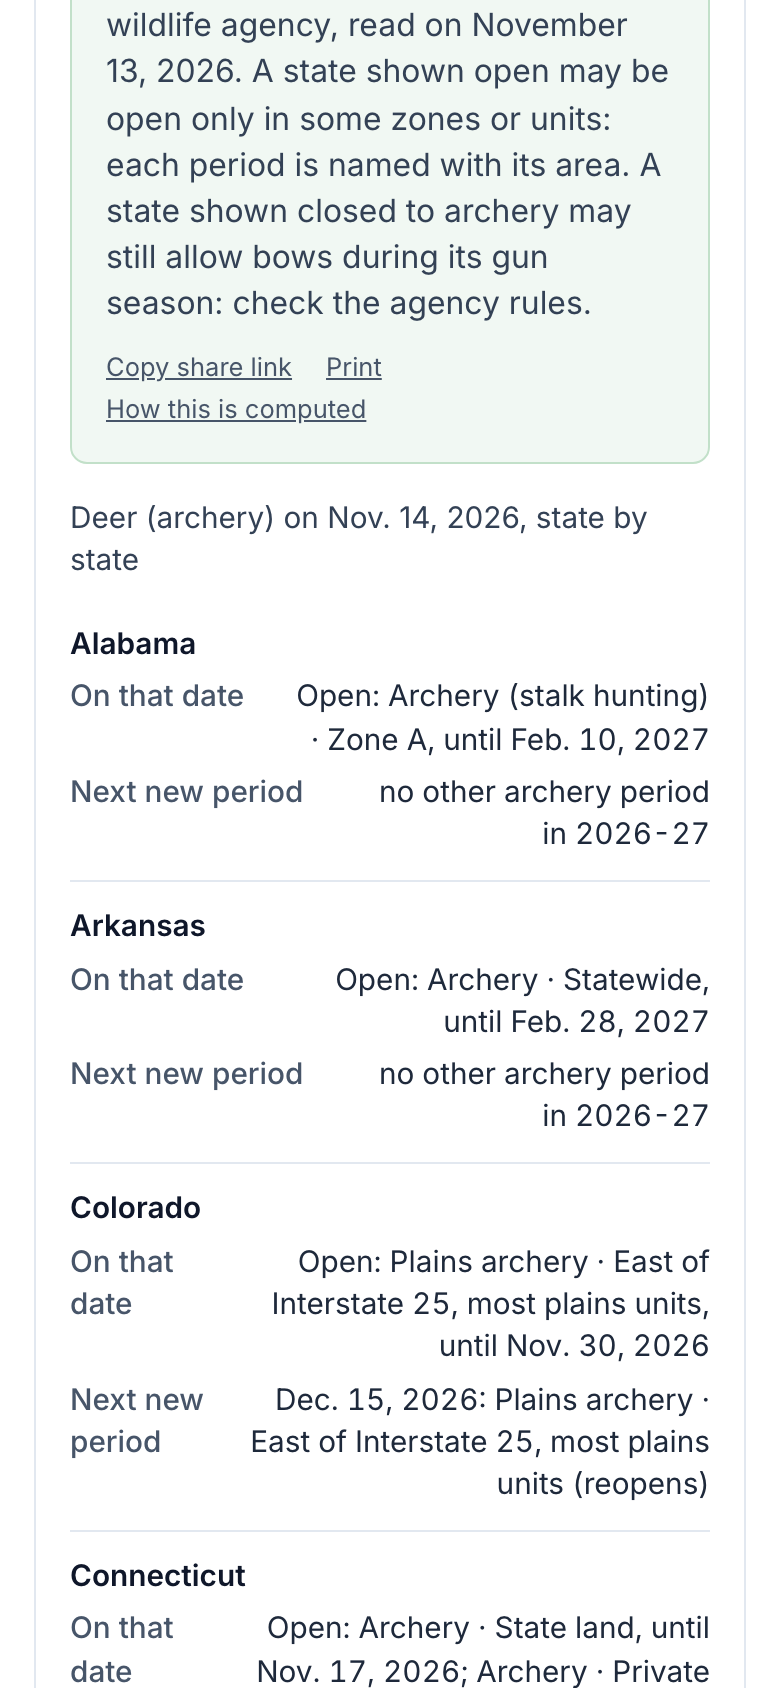 wildlife agency, read on November
13, 2026. A state shown open may be
open only in some zones or units:
each period is named with its area. A
state shown closed to archery may
still allow bows during its gun
season: check the agency rules.
Copy share link Print
How this is computed
Deer (archery) on Nov. 14, 2026, state by
state
Alabama
On that date Open: Archery (stalk hunting)
· Zone A, until Feb. 10, 2027
Next new period no other archery period
in 2026-27
Arkansas
On that date Open: Archery · Statewide,
until Feb. 28, 2027
Next new period no other archery period
in 2026-27
Colorado
On that Open: Plains archery · East of
date Interstate 25, most plains units,
until Nov. 30, 2026
Next new Dec. 15, 2026: Plains archery ·
period East of Interstate 25, most plains
units (reopens)
Connecticut
On that Open: Archery · State land, until
date Nov. 17, 2026; Archery · Private